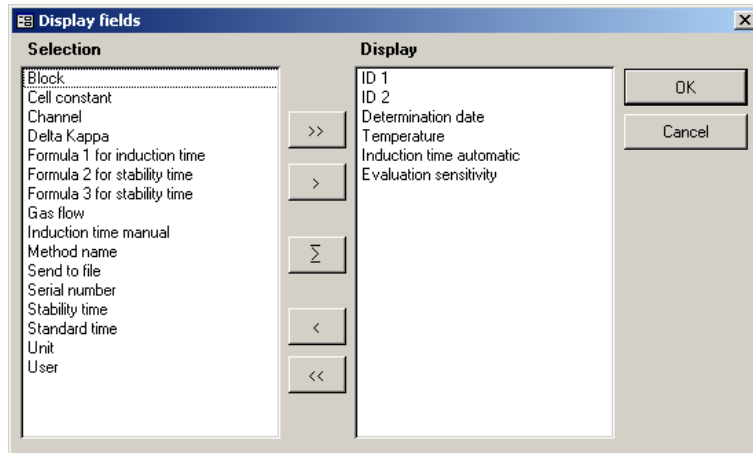 Display fields
Selection
Block
Cell constant
Channel
Delta Kappa
Formula 1 for induction time
Formula 2 for stability time
Formula 3 for stability time
Gas flow
Induction time manual
Method name
Send to file
Serial number
Stability time
Standard time
Unit
User
>>
>
Σ
<
<<
Display
ID 1
ID 2
Determination date
Temperature
Induction time automatic
Evaluation sensitivity
OK
Cancel